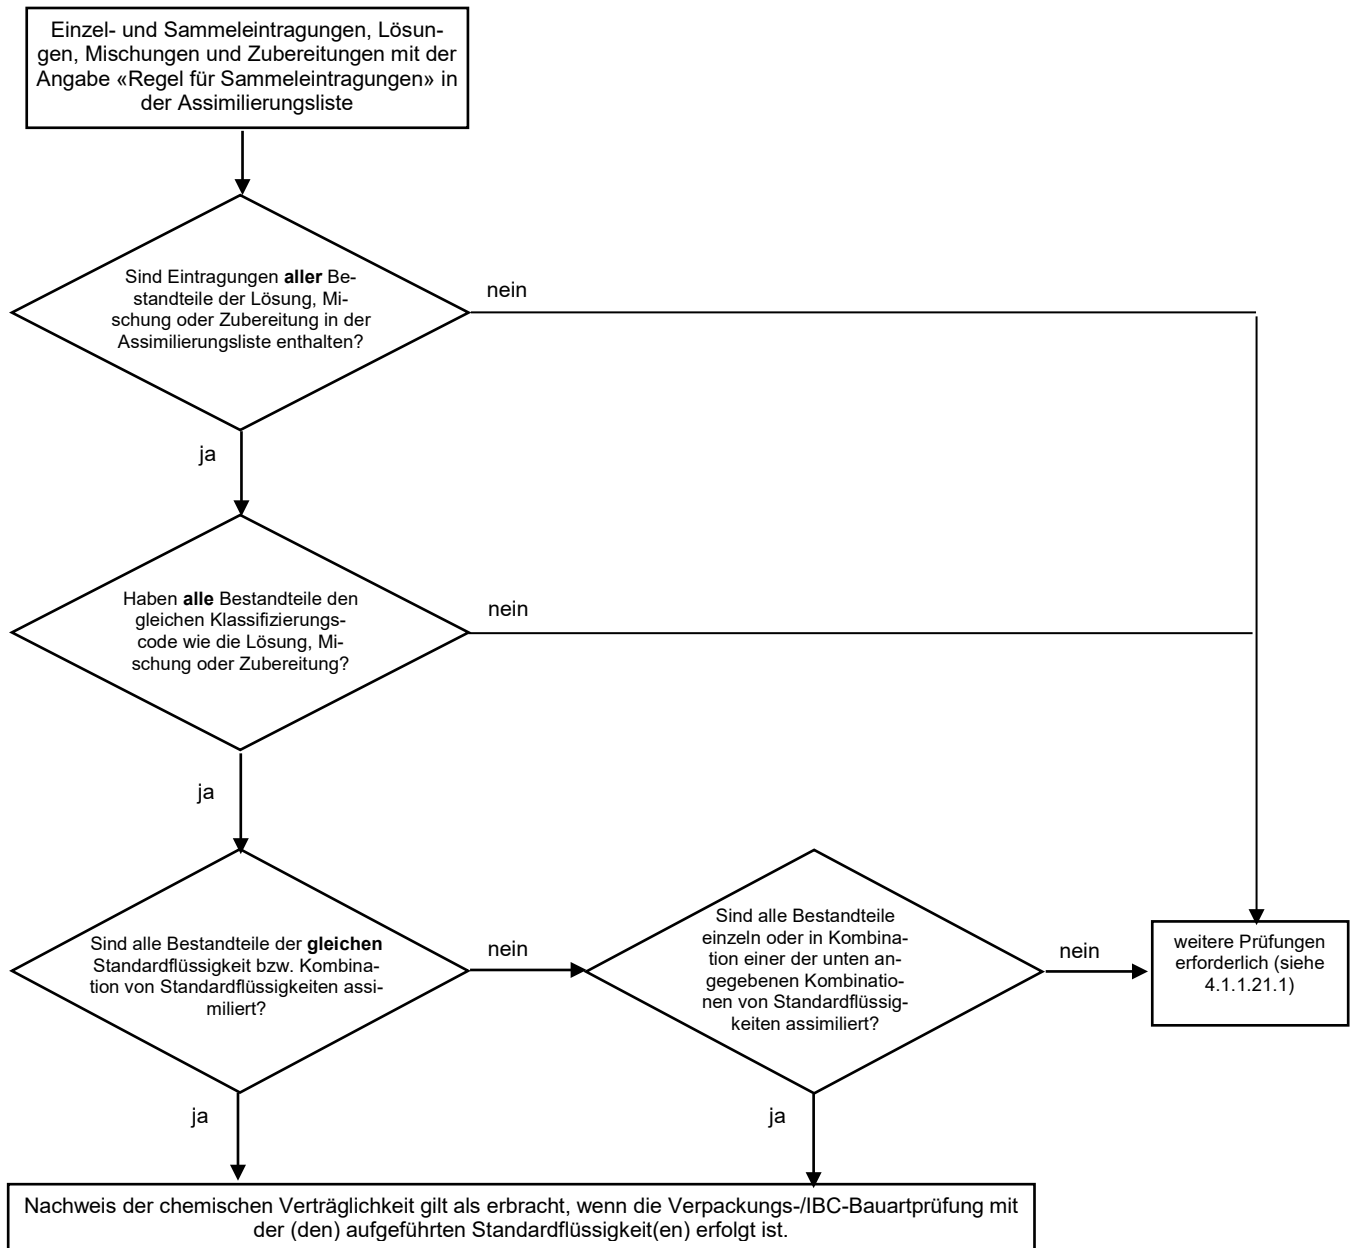 Einzel- und Sammeleintragungen, Lösun-
gen, Mischungen und Zubereitungen mit der
Angabe «Regel für Sammeleintragungen» in
der Assimilierungsliste
Sind Eintragungen aller Be-
standteile der Lösung, Mi-
schung oder Zubereitung in der
Assimilierungsliste enthalten?
nein
ja
Haben alle Bestandteile den
gleichen Klassifizierungs-
code wie die Lösung, Mi-
schung oder Zubereitung?
nein
ja
Sind alle Bestandteile der gleichen
Standardflüssigkeit bzw. Kombina-
tion von Standardflüssigkeiten assi-
miliert?
nein
Sind alle Bestandteile
einzeln oder in Kombina-
tion einer der unten an-
gegebenen Kombinatio-
nen von Standardflüssig-
keiten assimiliert?
nein
weitere Prüfungen
erforderlich (siehe
4.1.1.21.1)
ja
ja
Nachweis der chemischen Verträglichkeit gilt als erbracht, wenn die Verpackungs-/IBC-Bauartprüfung mit
der (den) aufgeführten Standardflüssigkeit(en) erfolgt ist.